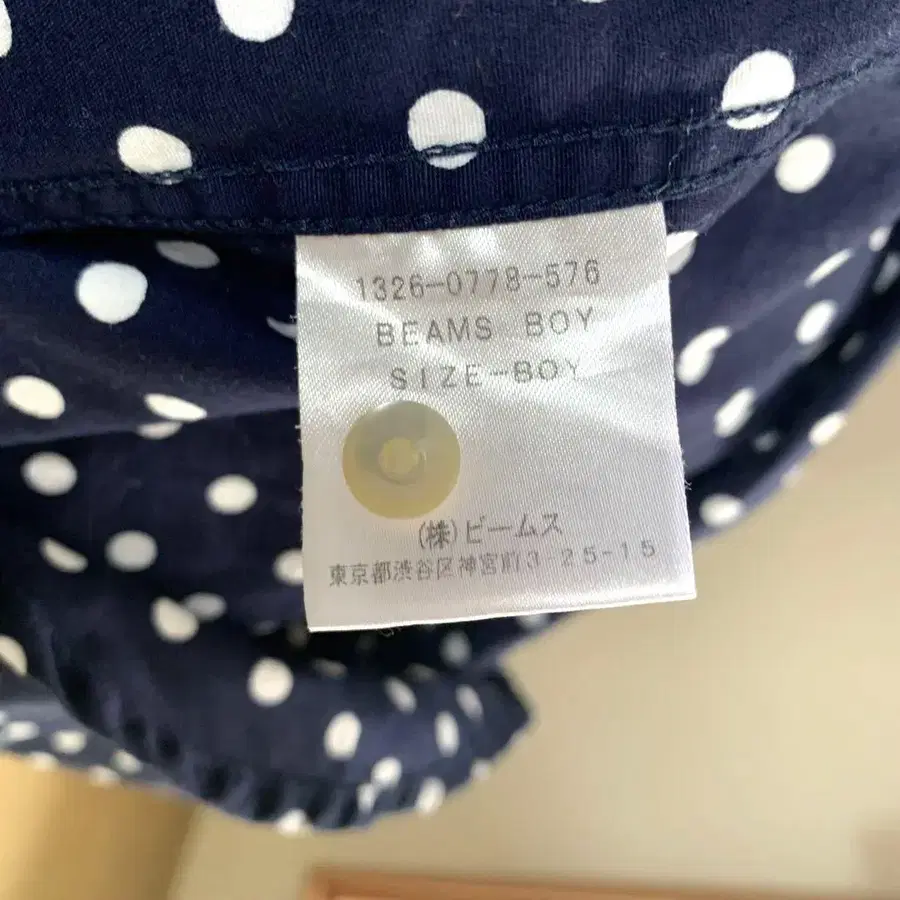 1326-0778-576
BEAMS BOY
SIZE-BOY
(株)ビームス
東京都渋谷区神宮前3-25-15